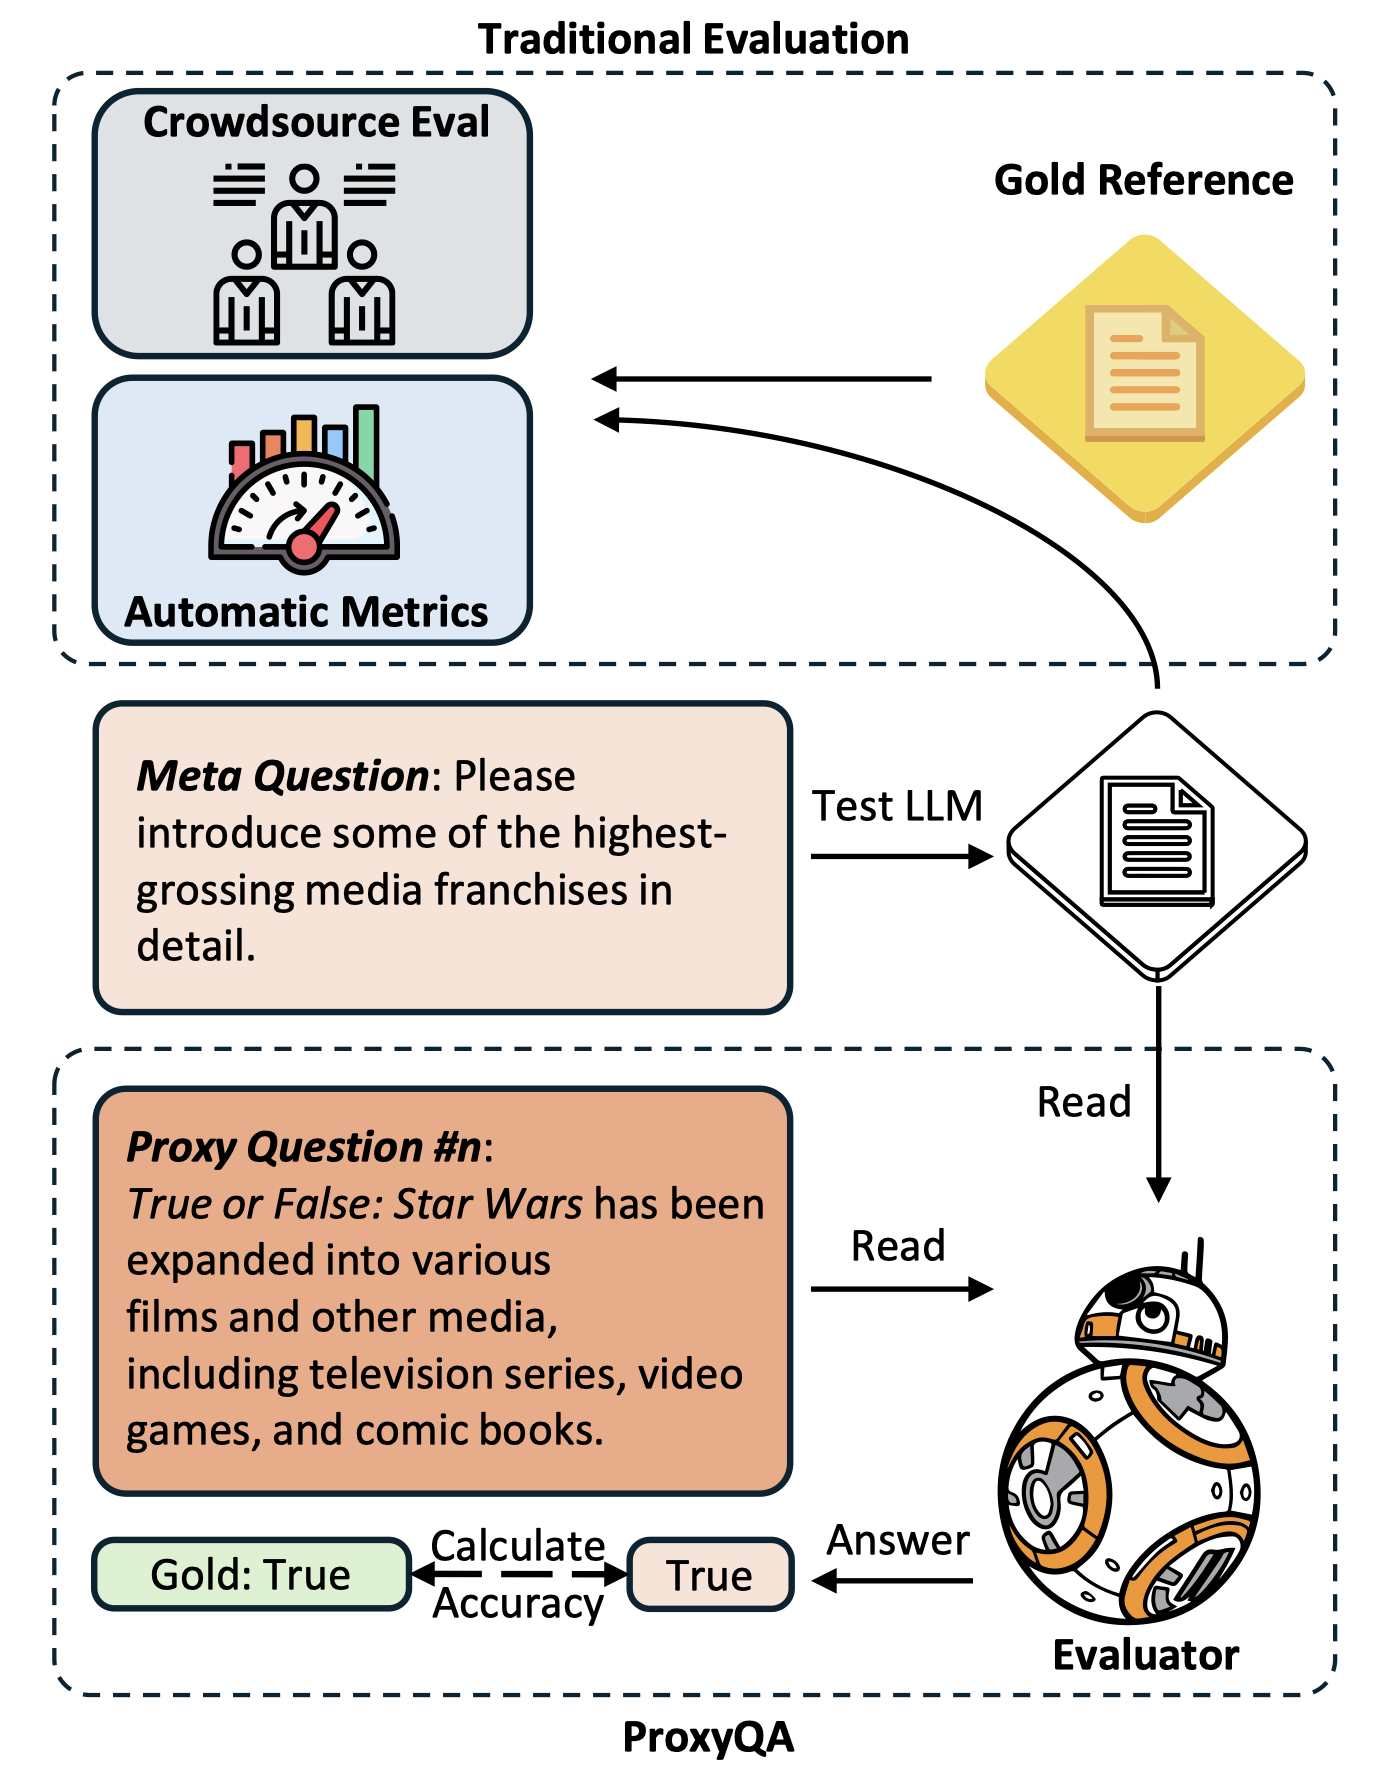 Traditional Evaluation
Crowdsource Eval
Gold Reference
Automatic Metrics
Meta Question: Please
introduce some of the highest-
grossing media franchises in
detail.
Test LLM
Read
Proxy Question #n:
True or False: Star Wars has been
expanded into various
films and other media,
including television series, video
games, and comic books.
Read
Answer
Gold: True
Calculate
Accuracy
True
Evaluator
ProxyQA